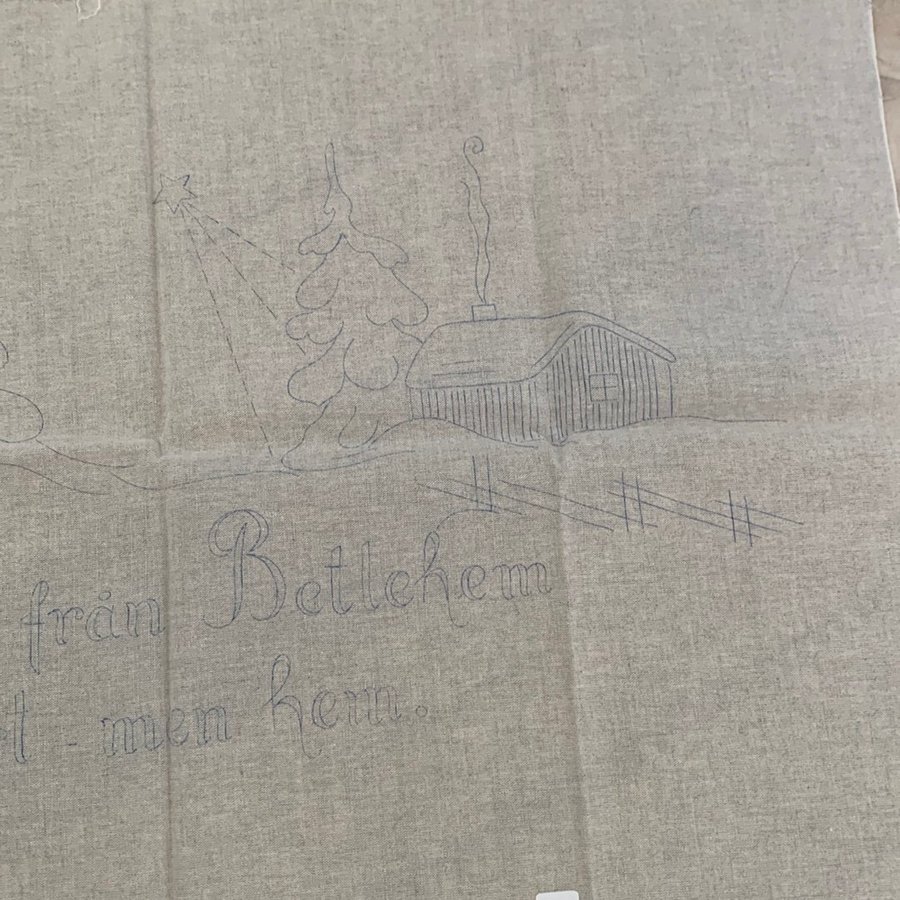 från Betlehem
t - men hem.